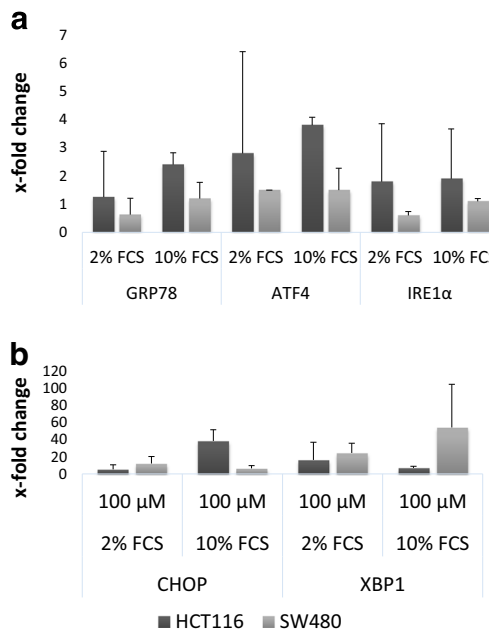 a
x-fold change
7
6
5
4
3
2
1
0
2% FCS 10% FCS 2% FCS 10% FCS 2% FCS 10% FCS
GRP78 ATF4 IRE1α
b
x-fold change
120
100
80
60
40
20
0
100 μM 100 μM 100 μM 100 μM
2% FCS 10% FCS 2% FCS 10% FCS
CHOP XBP1
HCT116 SW480